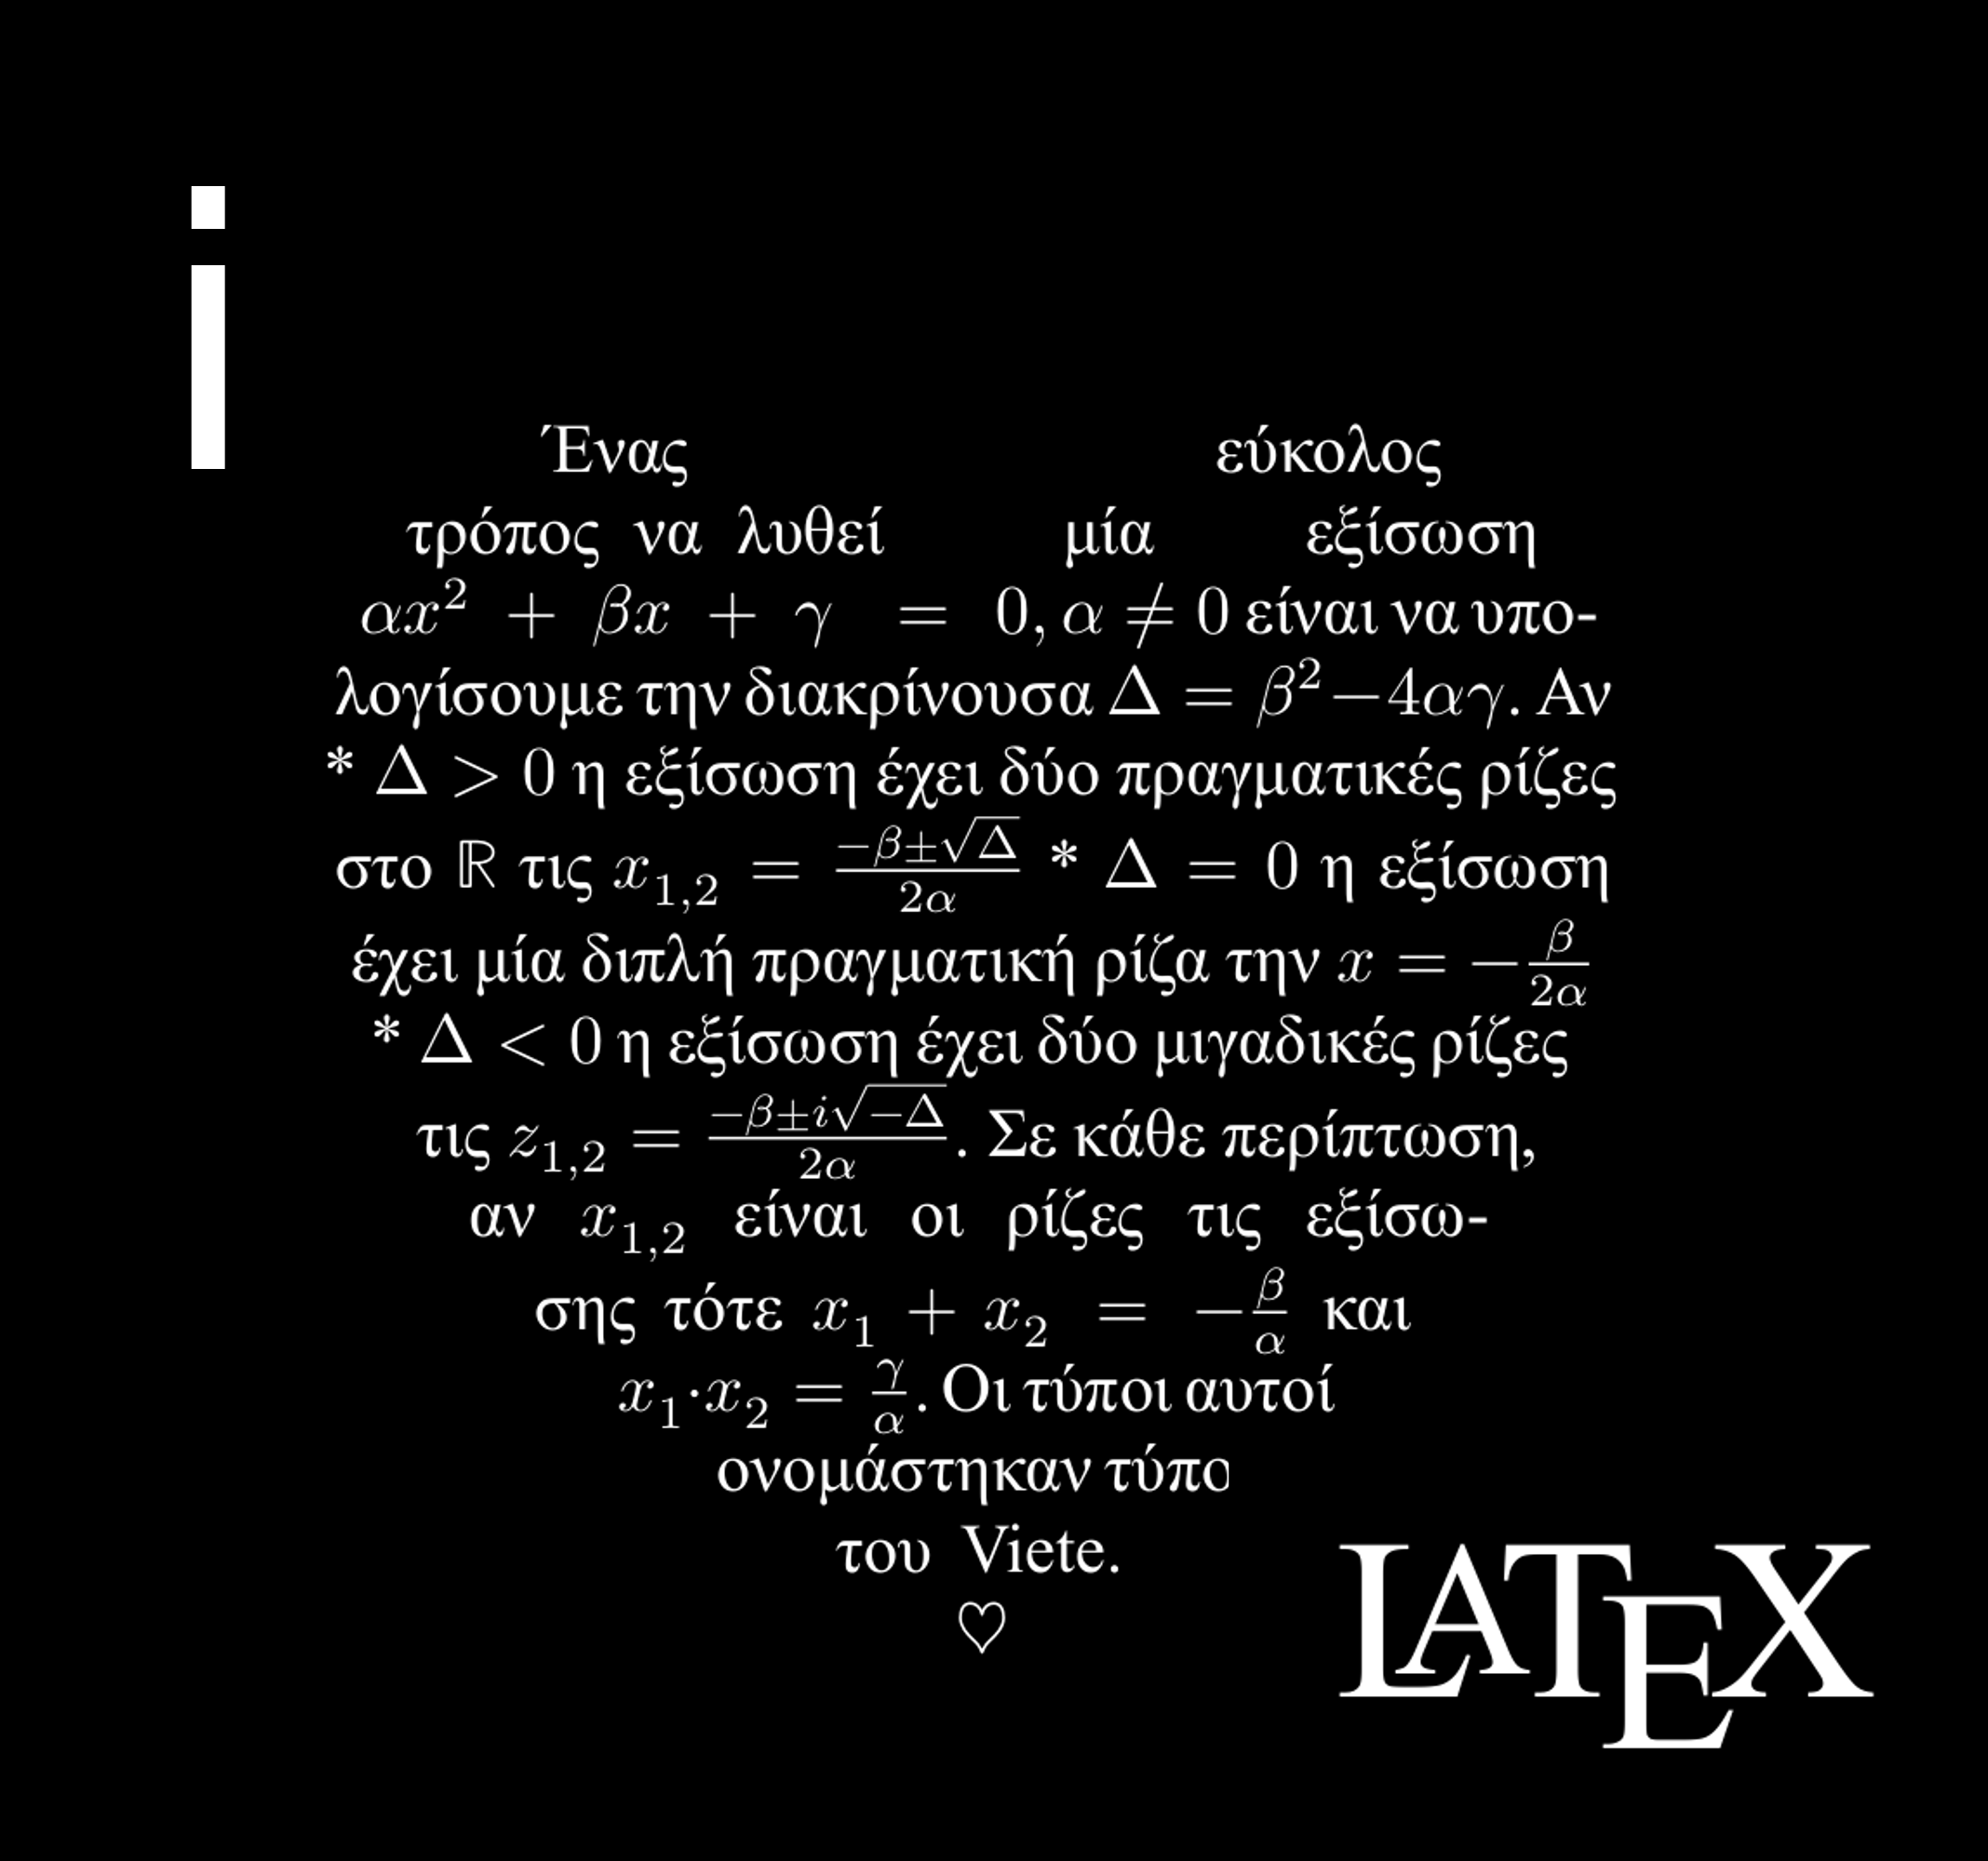 i
Ένας εύκολος
τρόπος να λυθεί μία εξίσωση
αx² + βx + γ = 0, α ≠ 0 είναι να υπο-
λογίσουμε την διακρίνουσα Δ = β²−4αγ. Αν
* Δ > 0 η εξίσωση έχει δύο πραγματικές ρίζες
στο ℝ τις x₁,₂ = (−β±√Δ)/(2α) * Δ = 0 η εξίσωση
έχει μία διπλή πραγματική ρίζα την x = −β/(2α)
* Δ < 0 η εξίσωση έχει δύο μιγαδικές ρίζες
τις z₁,₂ = (−β±i√(−Δ))/(2α). Σε κάθε περίπτωση,
αν x₁,₂ είναι οι ρίζες τις εξίσω-
σης τότε x₁ + x₂ = −β/α και
x₁·x₂ = γ/α. Οι τύποι αυτοί
ονομάστηκαν τύπο
του Viete.
♡
LATEX